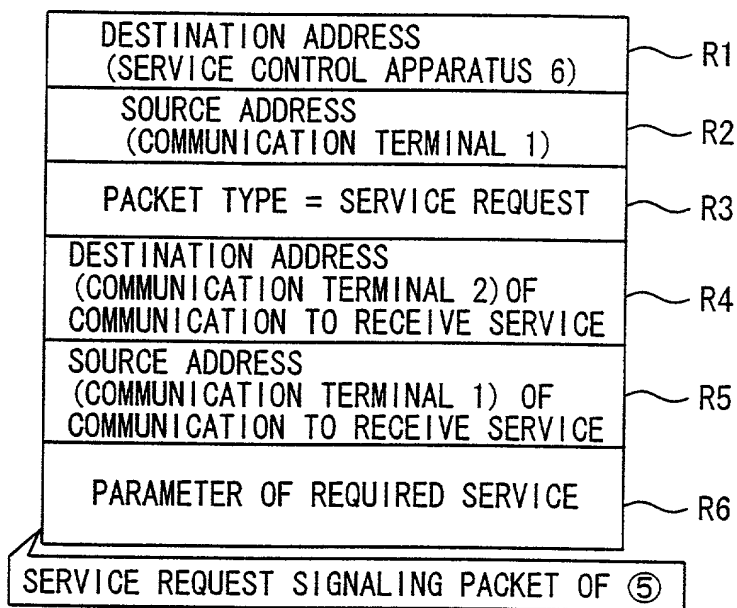 DESTINATION ADDRESS
(SERVICE CONTROL APPARATUS 6)
R1
SOURCE ADDRESS
(COMMUNICATION TERMINAL 1)
R2
PACKET TYPE = SERVICE REQUEST
R3
DESTINATION ADDRESS
(COMMUNICATION TERMINAL 2) OF
COMMUNICATION TO RECEIVE SERVICE
R4
SOURCE ADDRESS
(COMMUNICATION TERMINAL 1) OF
COMMUNICATION TO RECEIVE SERVICE
R5
PARAMETER OF REQUIRED SERVICE
R6
SERVICE REQUEST SIGNALING PACKET OF ⑤